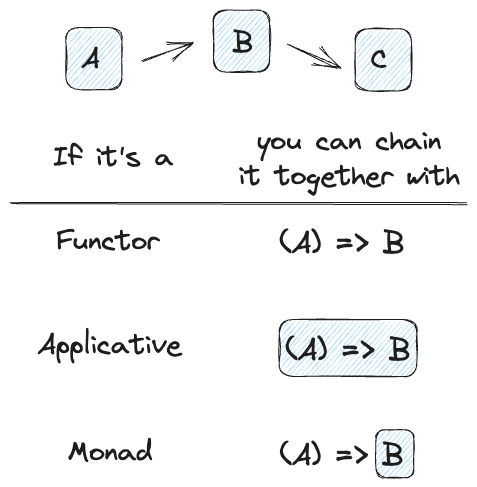 A B C
If it's a you can chain
it together with
Functor (A) => B
Applicative (A) => B
Monad (A) => B